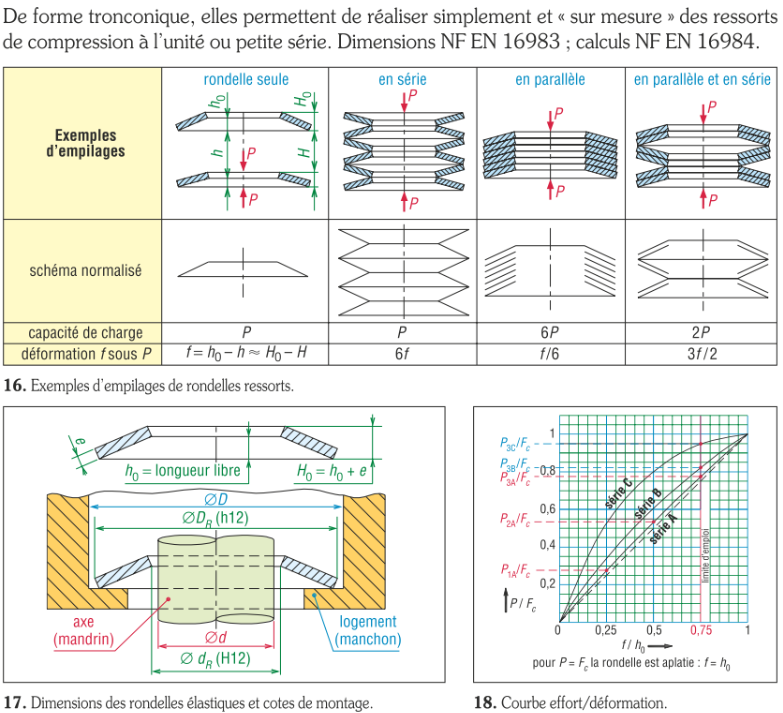 De forme tronconique, elles permettent de réaliser simplement et « sur mesure » des ressorts
de compression à l'unité ou petite série. Dimensions NF EN 16983 ; calculs NF EN 16984.
Exemples
d'empilages
rondelle seule
en série
en parallèle
en parallèle et en série
h0
H0
h
H
P
P
P
P
P
P
P
P
schéma normalisé
capacité de charge
P
P
6P
2P
déformation f sous P
f = h0 – h ≈ H0 – H
6f
f/6
3f/2
16. Exemples d'empilages de rondelles ressorts.
e
h0 = longueur libre
H0 = h0 + e
∅D
∅DR (h12)
axe
(mandrin)
∅d
∅ dR (H12)
logement
(manchon)
17. Dimensions des rondelles élastiques et cotes de montage.
1
P3C/Fc
P3B/Fc
P3A/Fc
0,8
0,6
P2A/Fc
0,4
P1A/Fc
0,2
P / Fc
série C
série B
série A
limite d'emploi
0
0,25
0,5
0,75
1
f / h0
pour P = Fc la rondelle est aplatie : f = h0
18. Courbe effort/déformation.